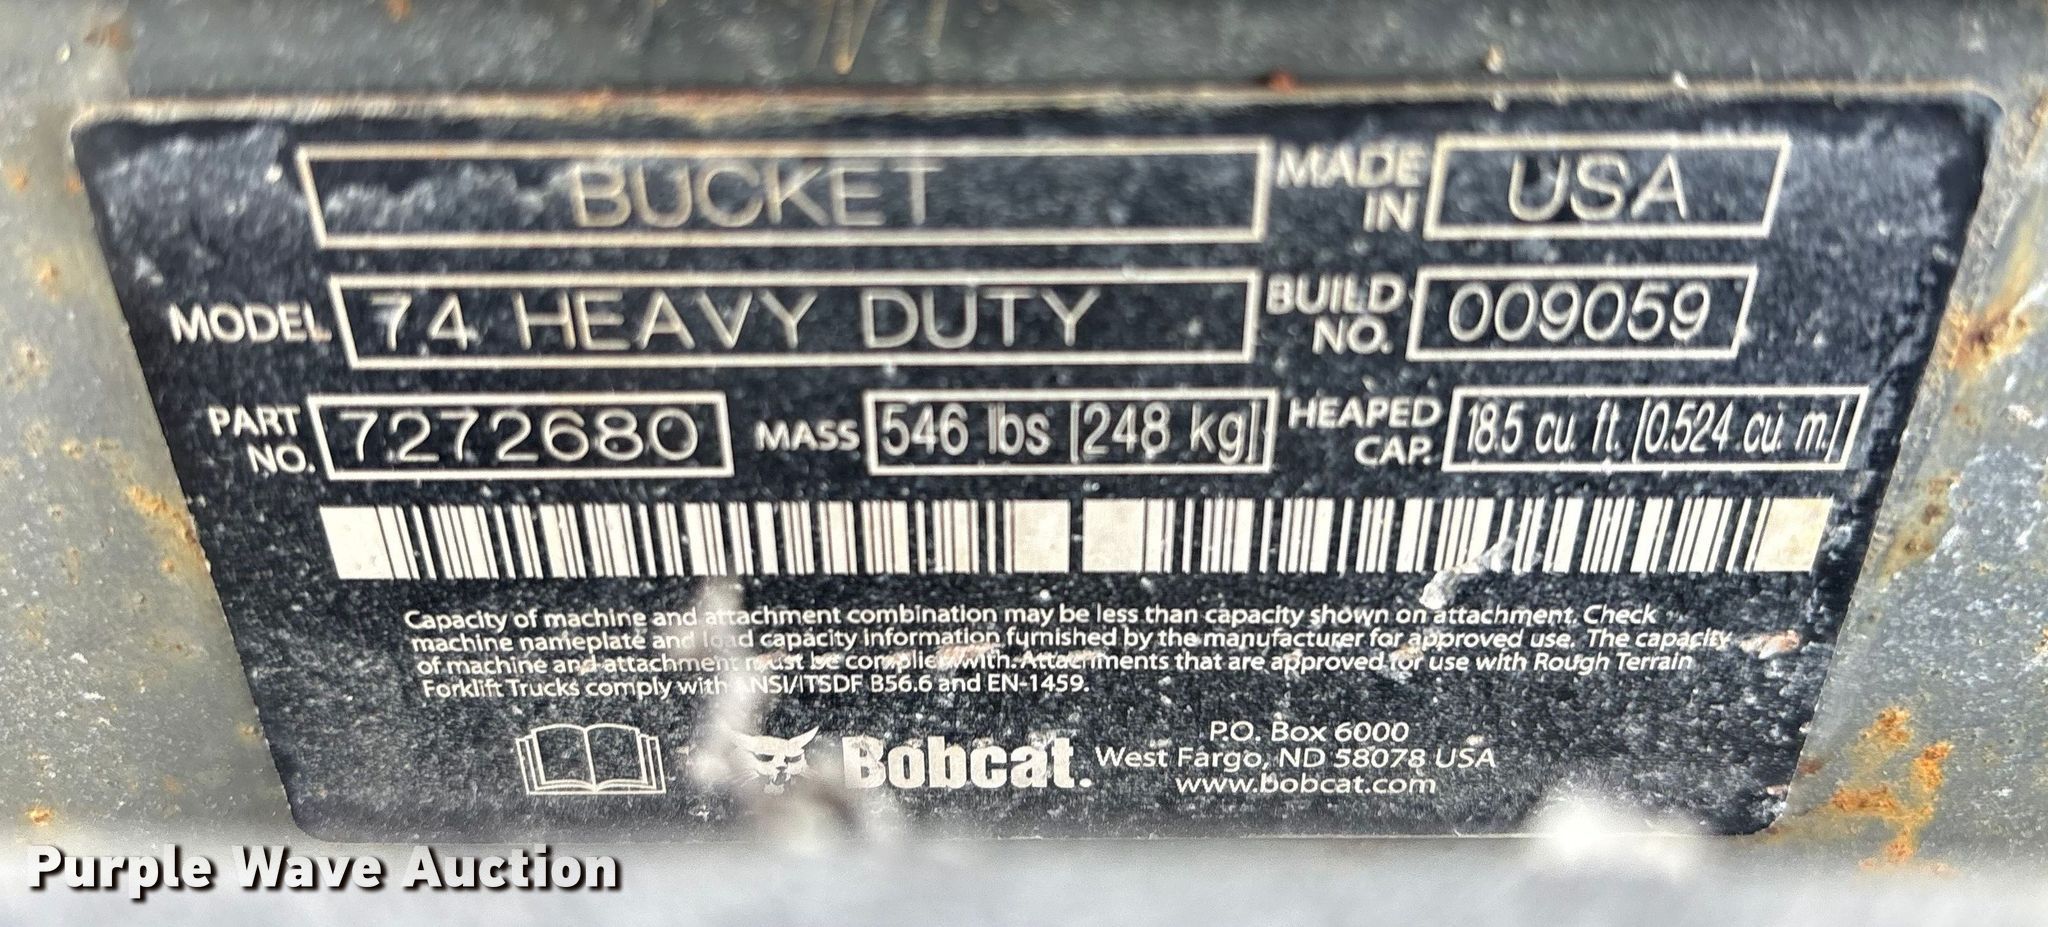 BUCKET
MADE IN USA
MODEL 74 HEAVY DUTY
BUILD NO. 009059
PART NO. 7272680
MASS 546 lbs [248 kg]
HEAPED CAP. 18.5 cu. ft. [0.524 cu. m.]
Capacity of machine and attachment combination may be less than capacity shown on attachment. Check
machine nameplate and load capacity information furnished by the manufacturer for approved use. The capacity
of machine and attachment must be complied with. Attachments that are approved for use with Rough Terrain
Forklift Trucks comply with ANSI/ITSDF B56.6 and EN-1459.
Bobcat.
P.O. Box 6000
West Fargo, ND 58078 USA
www.bobcat.com
Purple Wave Auction